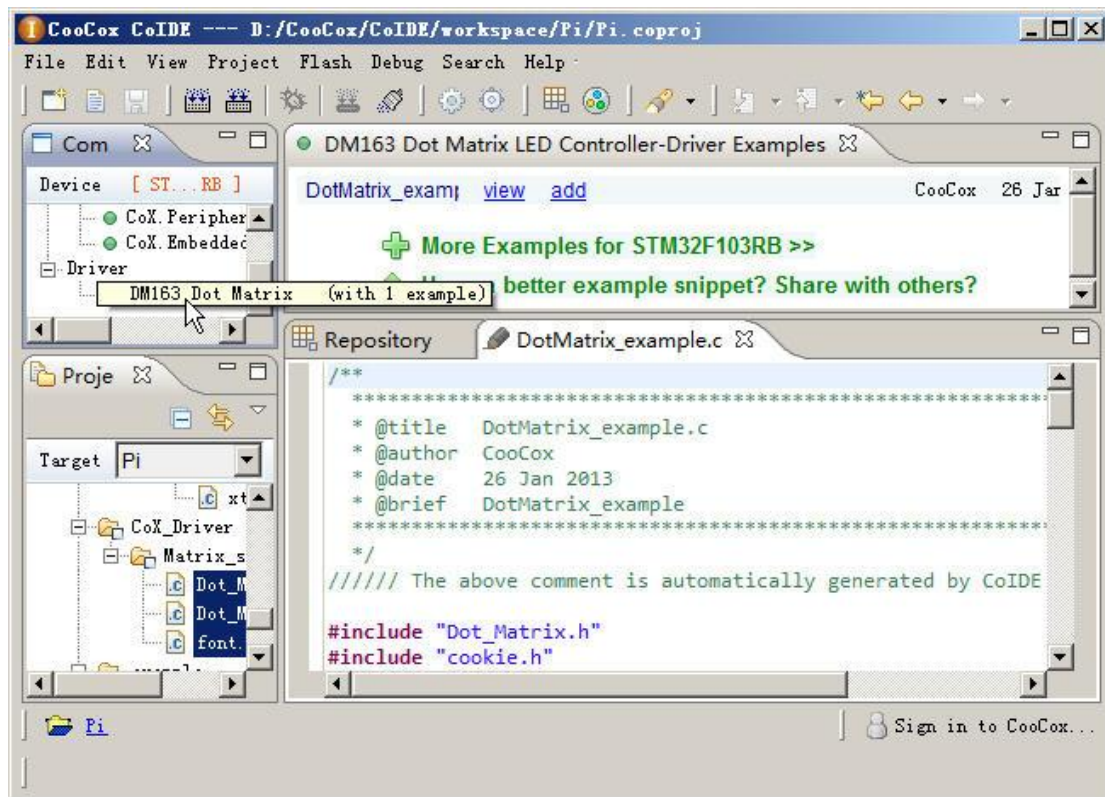 CooCox CoIDE --- D:/CooCox/CoIDE/workspace/Pi/Pi.coproj
File Edit View Project Flash Debug Search Help
Com
Device [ ST...RB ]
CoX.Peripher
CoX.Embedded
Driver
DM163 Dot Matrix (with 1 example)
DM163 Dot Matrix LED Controller-Driver Examples
DotMatrix_examp view add CooCox 26 Jar
More Examples for STM32F103RB >>
better example snippet? Share with others?
Proje
Target Pi
xt
CoX_Driver
Matrix_s
Dot_M
Dot_M
font.
Repository DotMatrix_example.c
/**
******************************************************
* @title DotMatrix_example.c
* @author CooCox
* @date 26 Jan 2013
* @brief DotMatrix_example
******************************************************
*/
////// The above comment is automatically generated by CoIDE
#include "Dot_Matrix.h"
#include "cookie.h"
Pi
Sign in to CooCox...